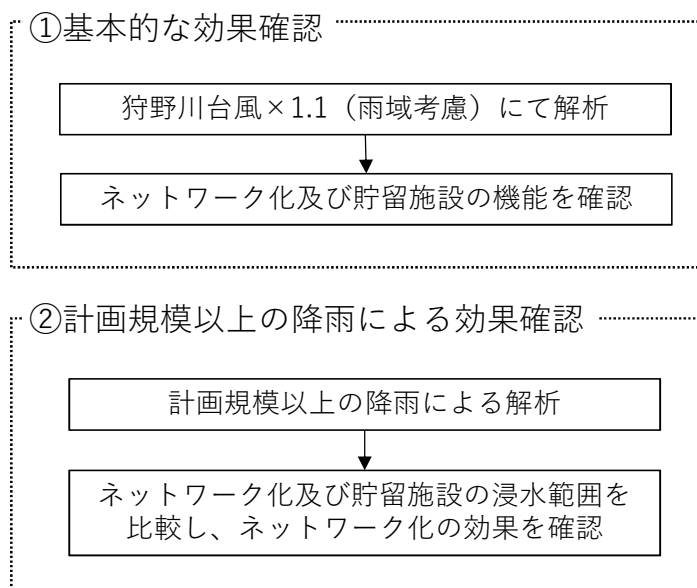 ①基本的な効果確認
狩野川台風×1.1（雨域考慮）にて解析
ネットワーク化及び貯留施設の機能を確認
②計画規模以上の降雨による効果確認
計画規模以上の降雨による解析
ネットワーク化及び貯留施設の浸水範囲を
比較し、ネットワーク化の効果を確認